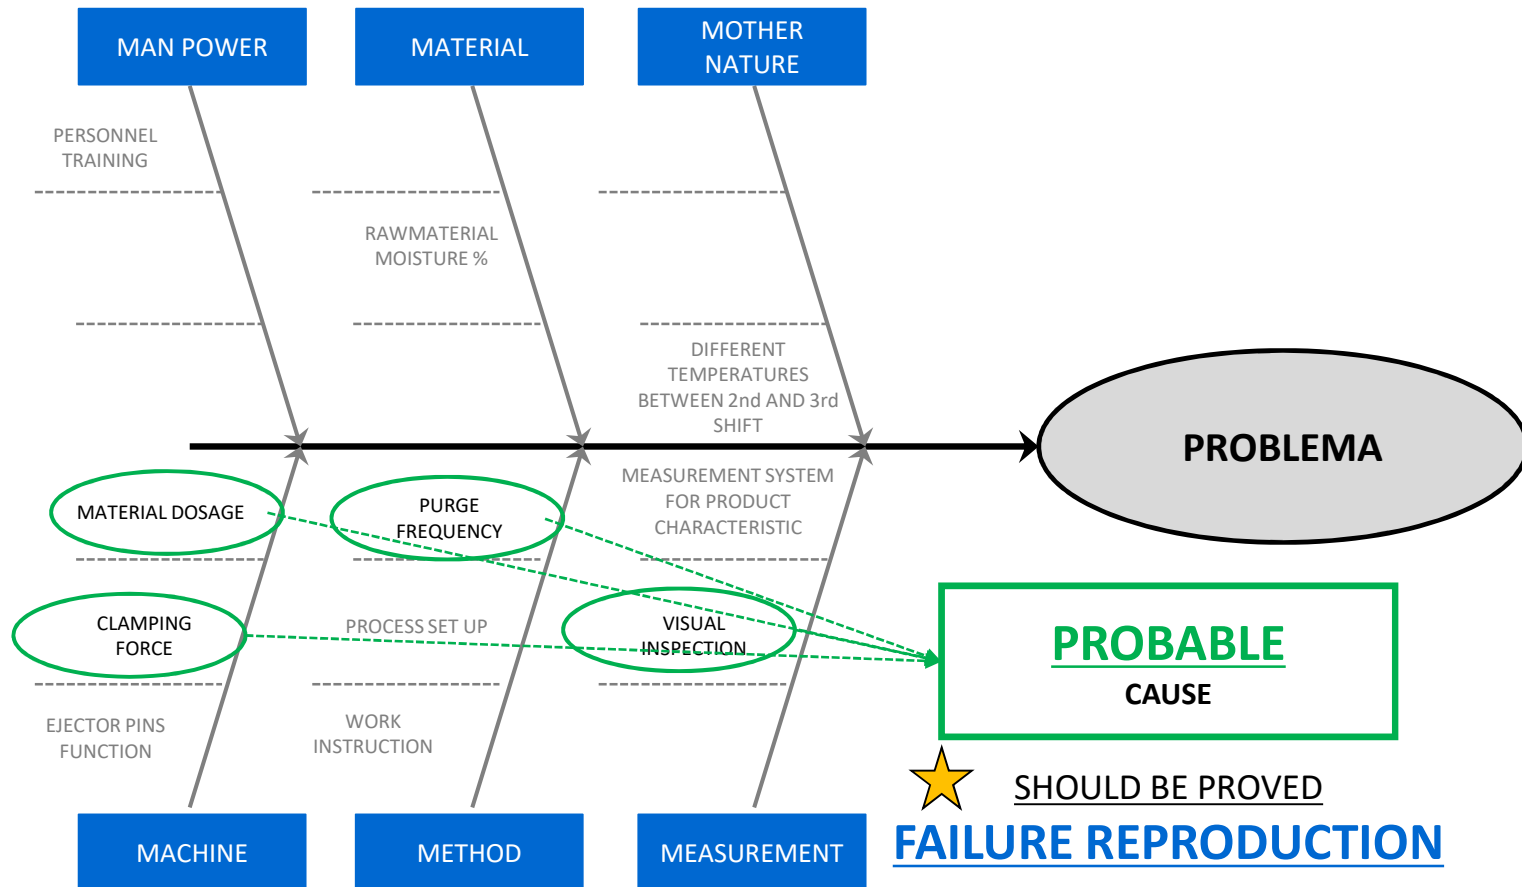 MAN POWER
MATERIAL
MOTHER
NATURE
PERSONNEL
TRAINING
RAWMATERIAL
MOISTURE %
DIFFERENT
TEMPERATURES
BETWEEN 2nd AND 3rd
SHIFT
PROBLEMA
MATERIAL DOSAGE
PURGE
FREQUENCY
MEASUREMENT SYSTEM
FOR PRODUCT
CHARACTERISTIC
CLAMPING
FORCE
PROCESS SET UP
VISUAL
INSPECTION
PROBABLE
CAUSE
EJECTOR PINS
FUNCTION
WORK
INSTRUCTION
SHOULD BE PROVED
FAILURE REPRODUCTION
MACHINE
METHOD
MEASUREMENT